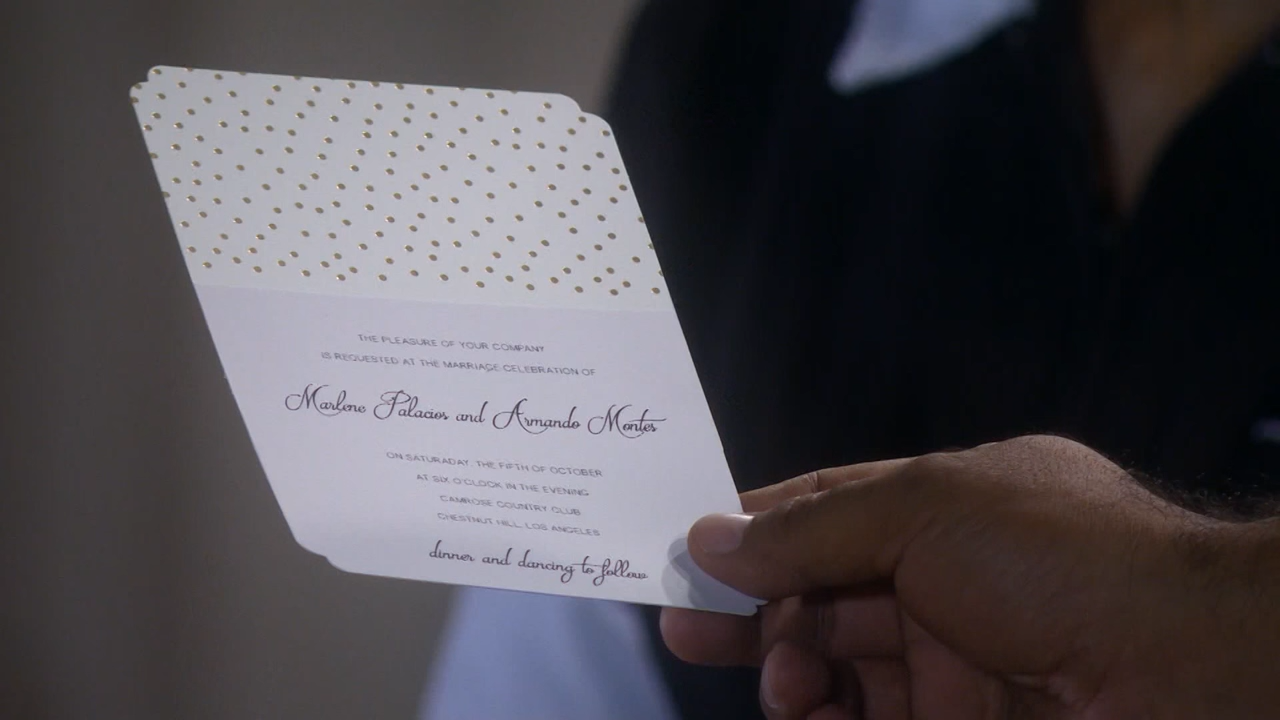 THE PLEASURE OF YOUR COMPANY
IS REQUESTED AT THE MARRIAGE CELEBRATION OF
Marlene Palacios and Armando Montes
ON SATURADAY, THE FIFTH OF OCTOBER
AT SIX O'CLOCK IN THE EVENING
CAMROSE COUNTRY CLUB
CHESTNUT HILL, LOS ANGELES
dinner and dancing to follow